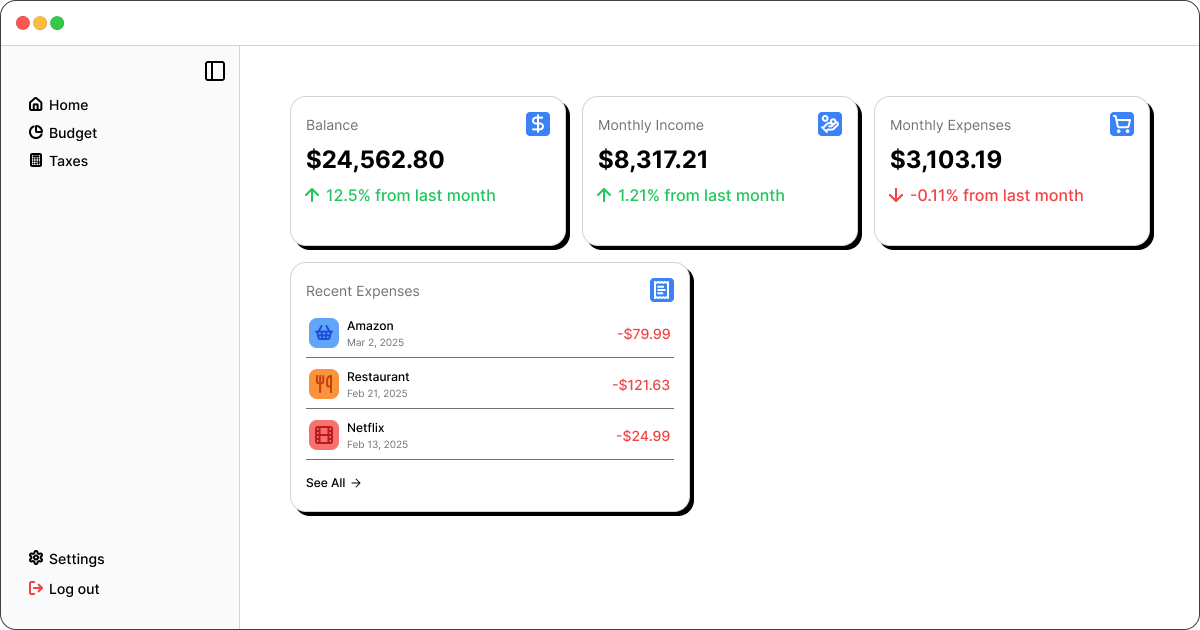 Home
Budget
Taxes
Settings
Log out
Balance
$24,562.80
12.5% from last month
Monthly Income
$8,317.21
1.21% from last month
Monthly Expenses
$3,103.19
-0.11% from last month
Recent Expenses
Amazon
Mar 2, 2025
-$79.99
Restaurant
Feb 21, 2025
-$121.63
Netflix
Feb 13, 2025
-$24.99
See All